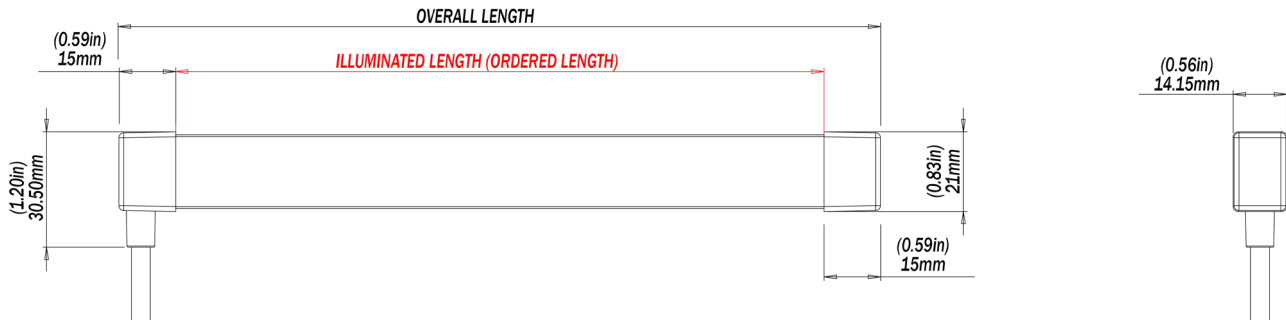 OVERALL LENGTH
(0.59in)
15mm
ILLUMINATED LENGTH (ORDERED LENGTH)
(0.56in)
14.15mm
(1.20in)
30.50mm
(0.83in)
21mm
(0.59in)
15mm